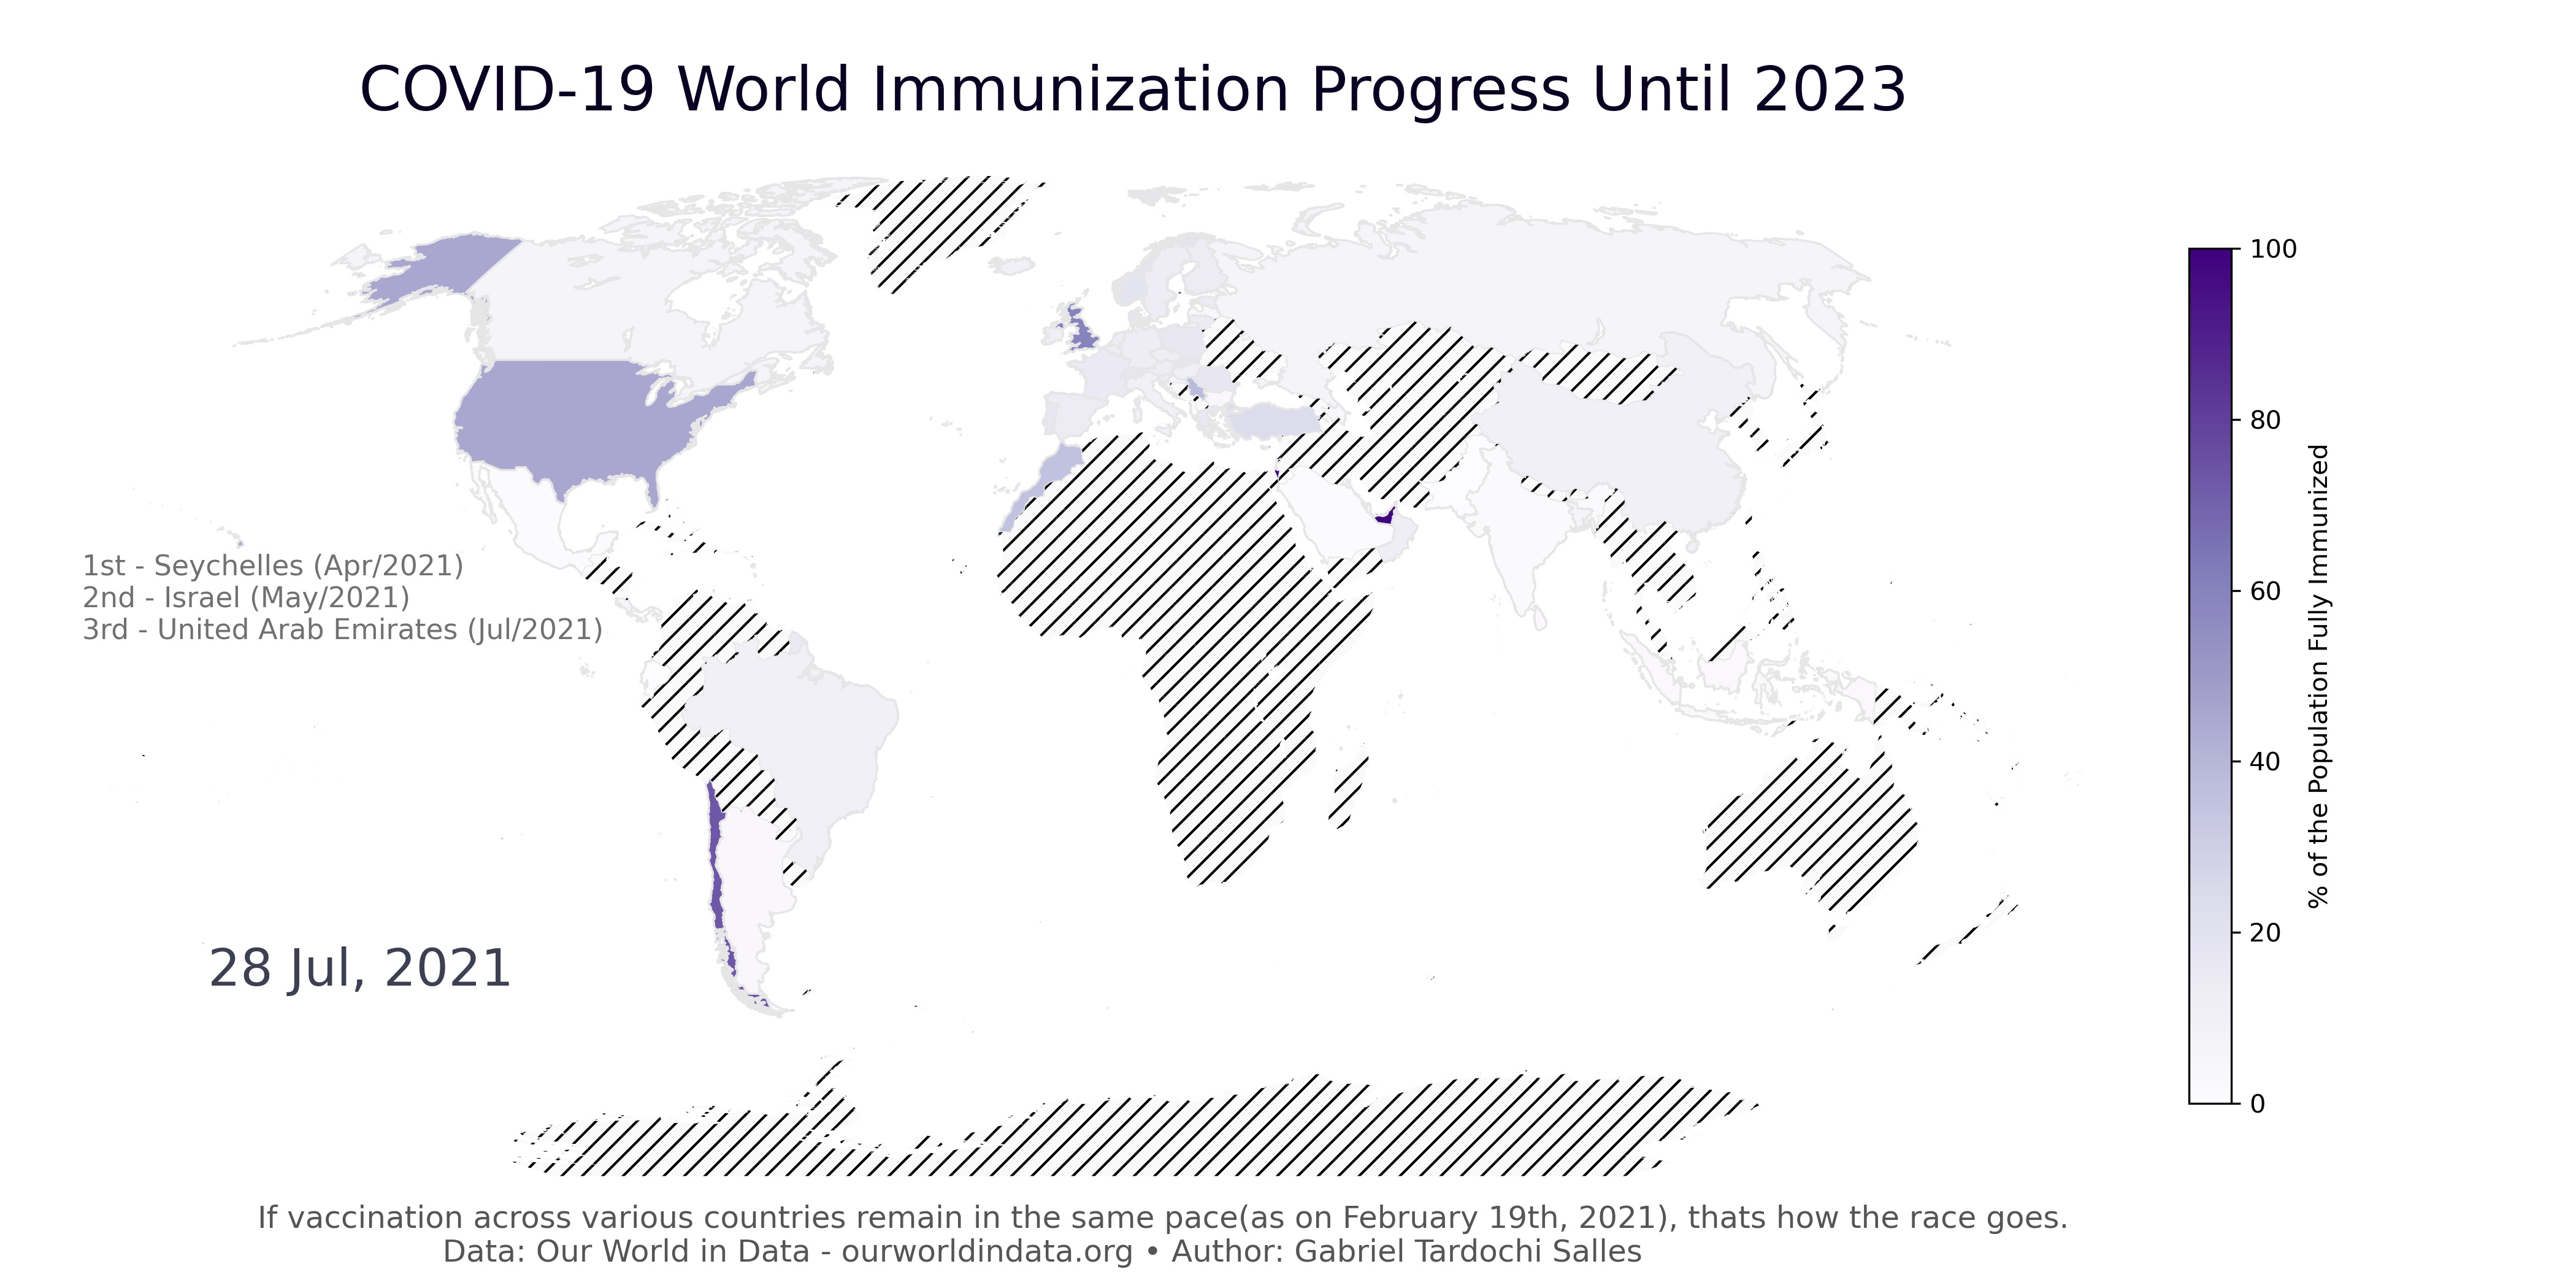 COVID-19 World Immunization Progress Until 2023
1st - Seychelles (Apr/2021)
2nd - Israel (May/2021)
3rd - United Arab Emirates (Jul/2021)
28 Jul, 2021
100
80
60
40
20
0
% of the Population Fully Immunized
If vaccination across various countries remain in the same pace(as on February 19th, 2021), thats how the race goes.
Data: Our World in Data - ourworldindata.org • Author: Gabriel Tardochi Salles